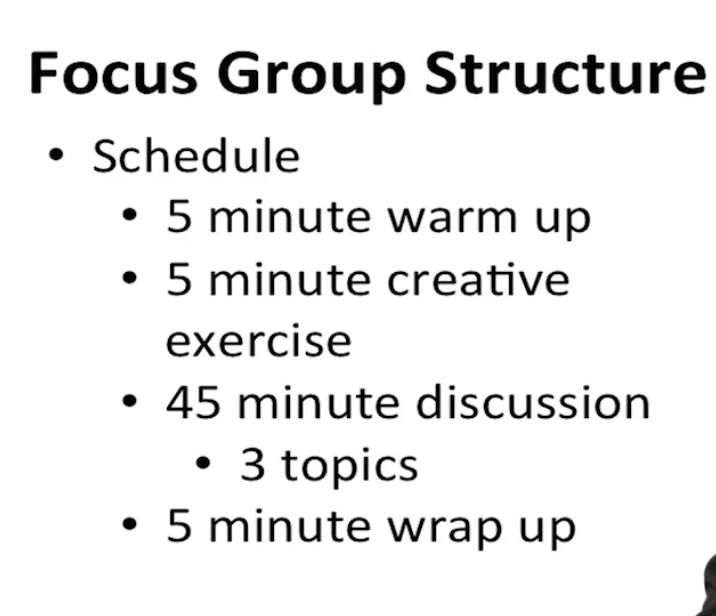 Focus Group Structure
• Schedule
• 5 minute warm up
• 5 minute creative
exercise
• 45 minute discussion
• 3 topics
• 5 minute wrap up